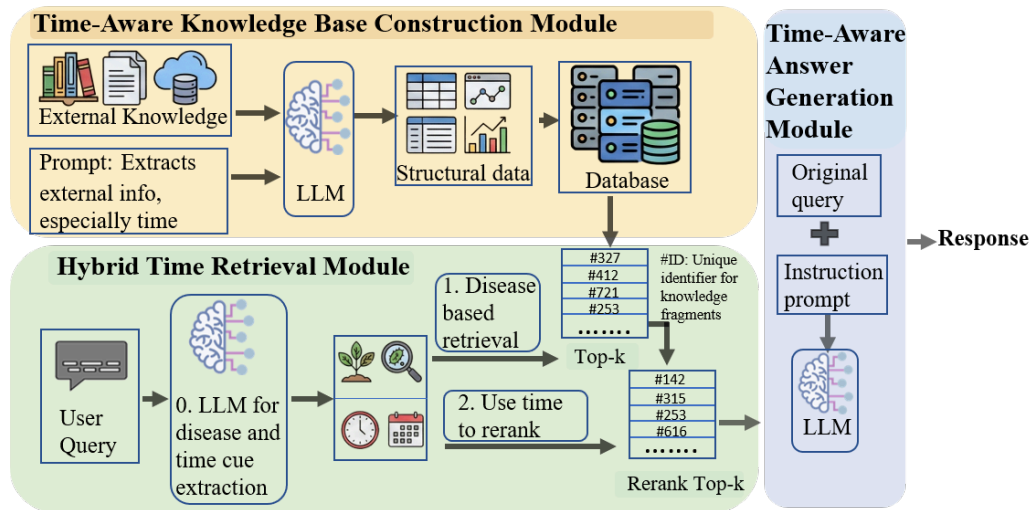 Time-Aware Knowledge Base Construction Module
External Knowledge
Prompt: Extracts
external info,
especially time
LLM
Structural data
Database
Hybrid Time Retrieval Module
User
Query
0. LLM for
disease and
time cue
extraction
1. Disease
based
retrieval
2. Use time
to rerank
#327
#412
#721
#253
.......
Top-k
#ID: Unique
identifier for
knowledge
fragments
#142
#315
#253
#616
.......
Rerank Top-k
Time-Aware
Answer
Generation
Module
Original
query
Instruction
prompt
LLM
Response